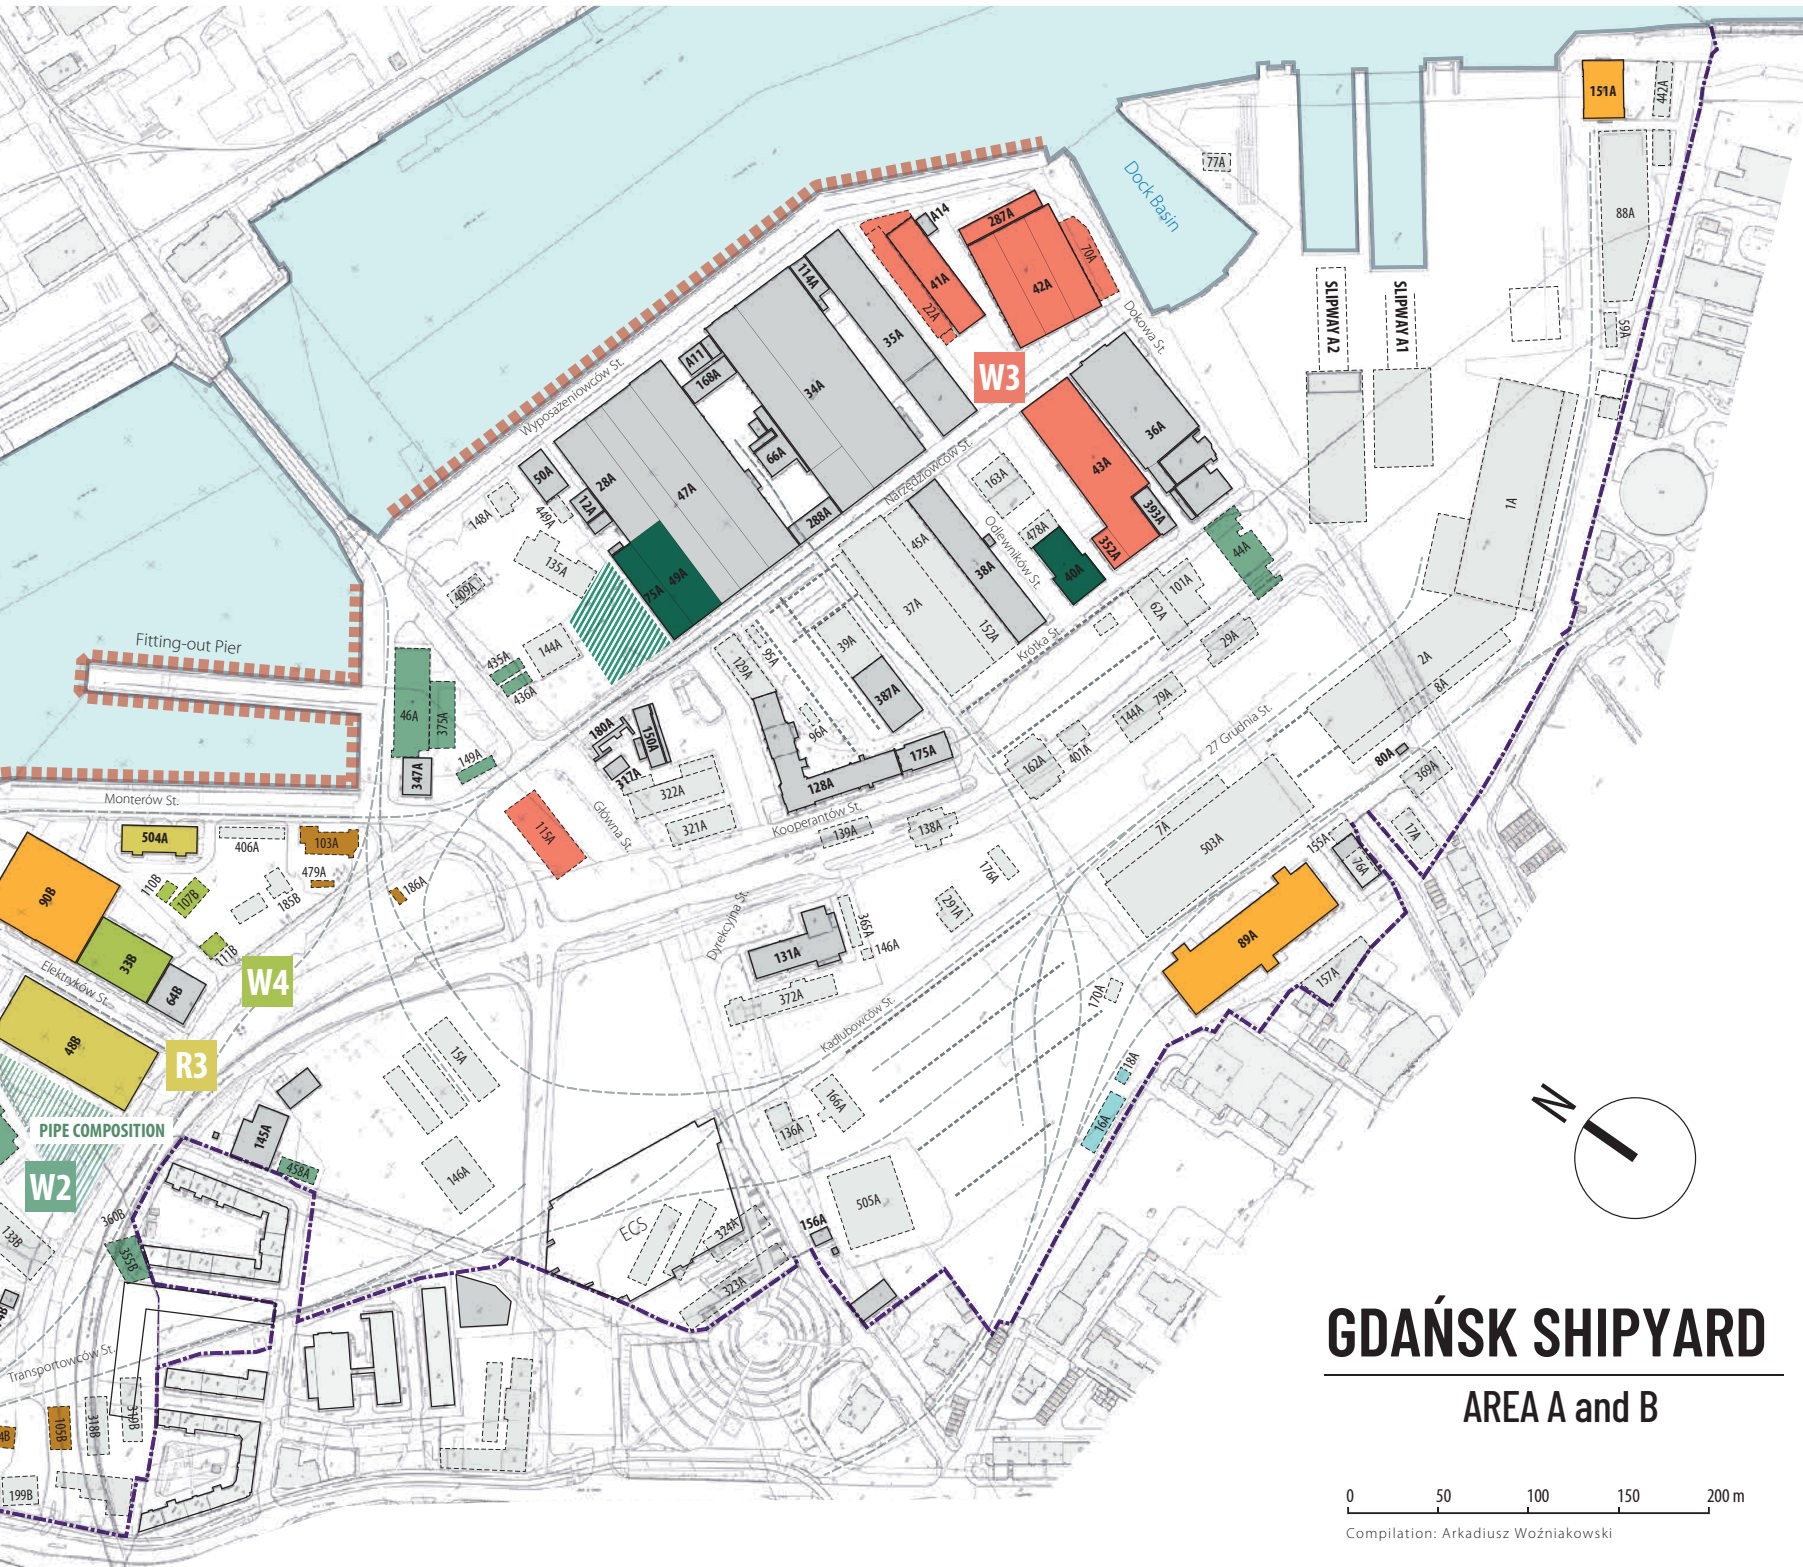 151A
442A
77A
Dock Basin
88A
A14
287A
70A
41A
22A
42A
114A
35A
Dokowa St.
SLIPWAY A2
SLIPWAY A1
59A
A11
168A
34A
W3
Wyposażeniowców St.
36A
66A
43A
50A
28A
12A
47A
Narzędziowców St.
163A
393A
1A
148A
449A
288A
478A
Odlewników St.
352A
45A
38A
44A
135A
40A
409A
75A
49A
37A
152A
101A
62A
29A
Fitting-out Pier
435A
436A
144A
129A
95A
39A
Krótka St.
2A
8A
46A
375A
387A
79A
144A
96A
180A
150A
27 Grudnia St.
149A
347A
317A
322A
128A
175A
162A
401A
80A
369A
Monterów St.
115A
Główna St.
321A
Kooperantów St.
139A
138A
7A
503A
155A
17A
504A
406A
103A
76A
479A
176A
110B
107B
186A
90B
185B
291A
Dyrekcyjna St.
365A
146A
111B
131A
89A
33B
W4
Elektryków St.
64B
372A
170A
157A
48B
R3
15A
Kadłubowców St.
18A
166A
N
PIPE COMPOSITION
145A
136A
16A
W2
458A
146A
505A
360B
133B
355B
ECS
324A
156A
323A
GDAŃSK SHIPYARD
Transportowców St.
AREA A and B
105B
318B
319B
199B
0 50 100 150 200 m
Compilation: Arkadiusz Woźniakowski